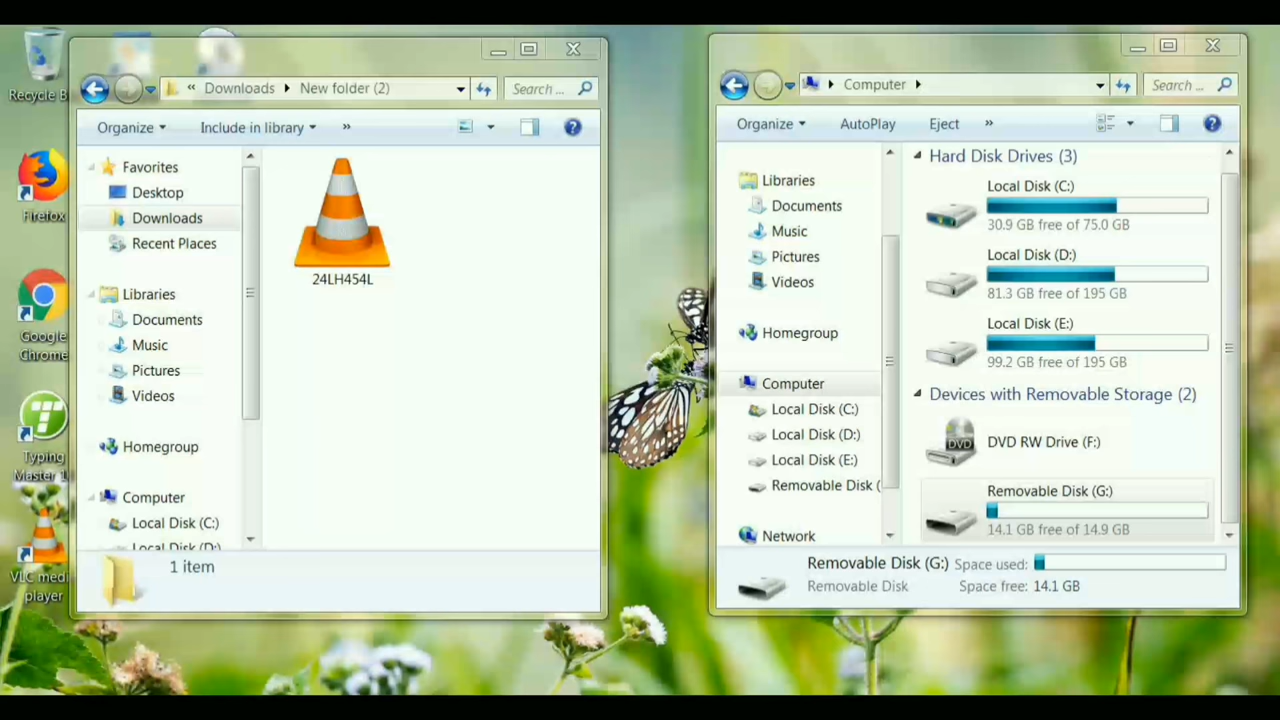 Recycle B
Firefox
Google
Chrome
Typing
Master 1
VLC medi
player
Downloads
New folder (2)
Search ...
Organize
Include in library
»
Favorites
Desktop
Downloads
Recent Places
Libraries
Documents
Music
Pictures
Videos
Homegroup
Computer
Local Disk (C:)
Local Disk (D:)
24LH454L
1 item
Computer
Search ...
Organize
AutoPlay
Eject
»
Libraries
Documents
Music
Pictures
Videos
Homegroup
Computer
Local Disk (C:)
Local Disk (D:)
Local Disk (E:)
Removable Disk (
Network
Hard Disk Drives (3)
Local Disk (C:)
30.9 GB free of 75.0 GB
Local Disk (D:)
81.3 GB free of 195 GB
Local Disk (E:)
99.2 GB free of 195 GB
Devices with Removable Storage (2)
DVD
DVD RW Drive (F:)
Removable Disk (G:)
14.1 GB free of 14.9 GB
Removable Disk (G:) Space used:
Removable Disk Space free: 14.1 GB